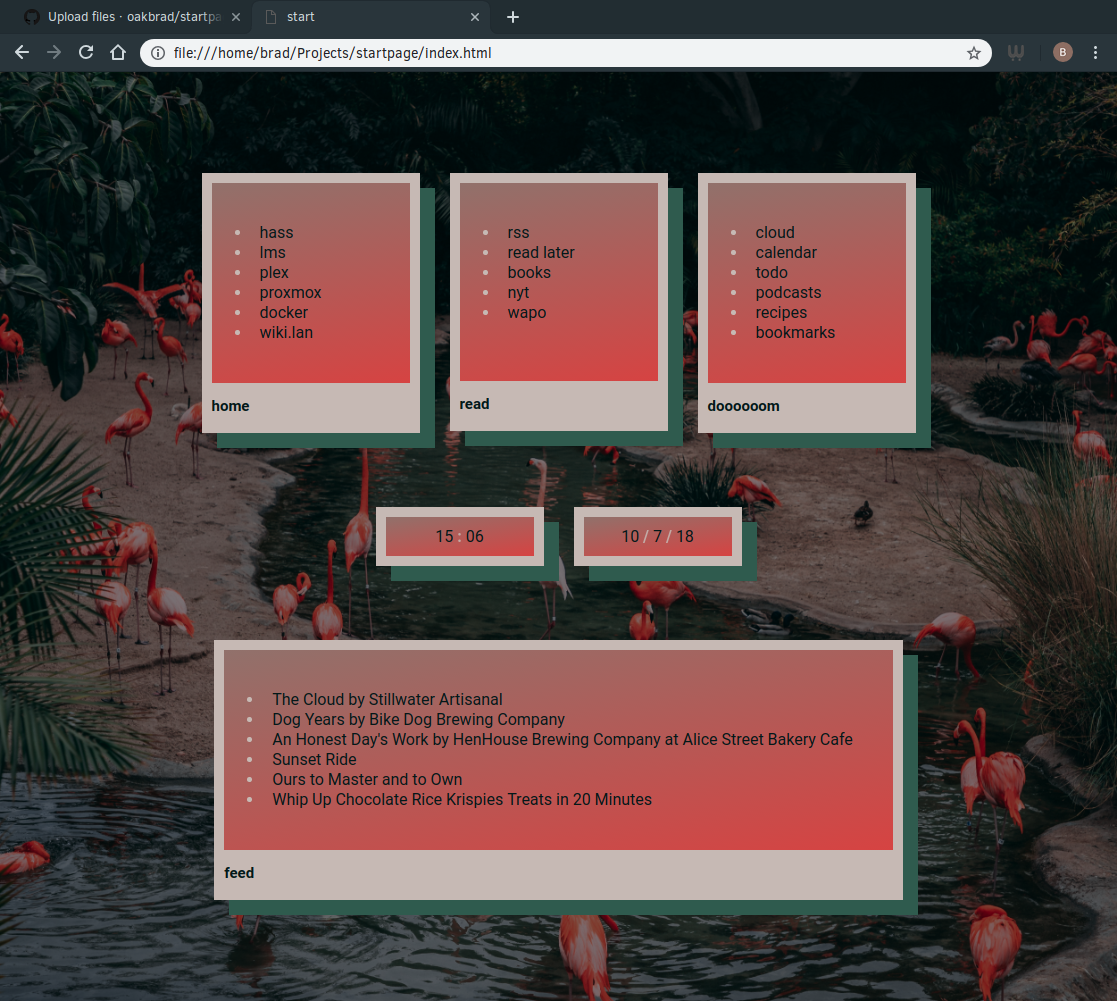 Upload files · oakbrad/startpa
start
file:///home/brad/Projects/startpage/index.html
B
hass
lms
plex
proxmox
docker
wiki.lan
home
rss
read later
books
nyt
wapo
read
cloud
calendar
todo
podcasts
recipes
bookmarks
doooooom
15 : 06
10 / 7 / 18
The Cloud by Stillwater Artisanal
Dog Years by Bike Dog Brewing Company
An Honest Day's Work by HenHouse Brewing Company at Alice Street Bakery Cafe
Sunset Ride
Ours to Master and to Own
Whip Up Chocolate Rice Krispies Treats in 20 Minutes
feed